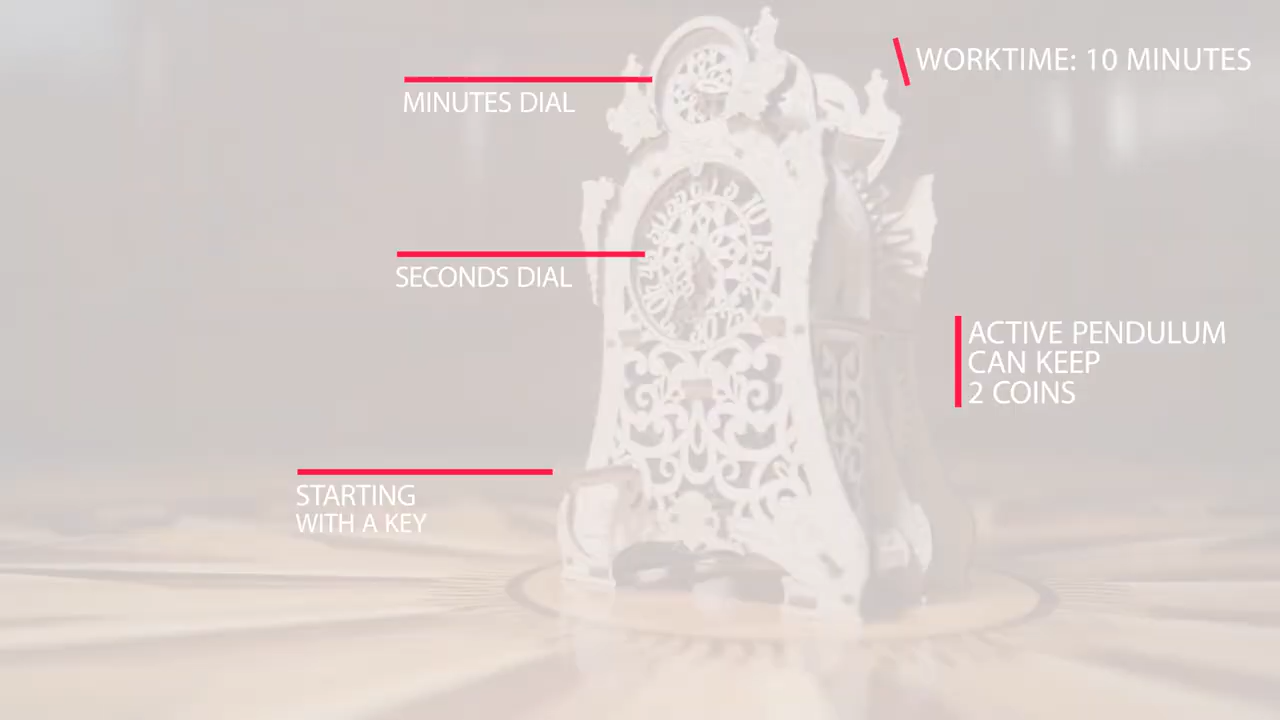 WORKTIME: 10 MINUTES
MINUTES DIAL
SECONDS DIAL
ACTIVE PENDULUM
CAN KEEP
2 COINS
STARTING
WITH A KEY